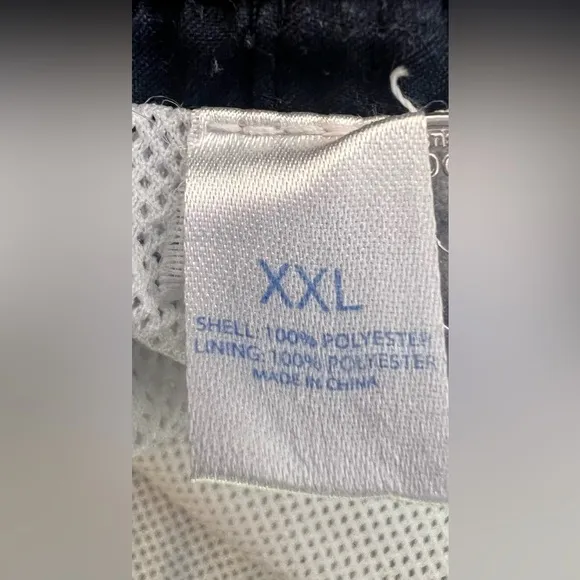 XXL
SHELL: 100% POLYESTER
LINING: 100% POLYESTER
MADE IN CHINA